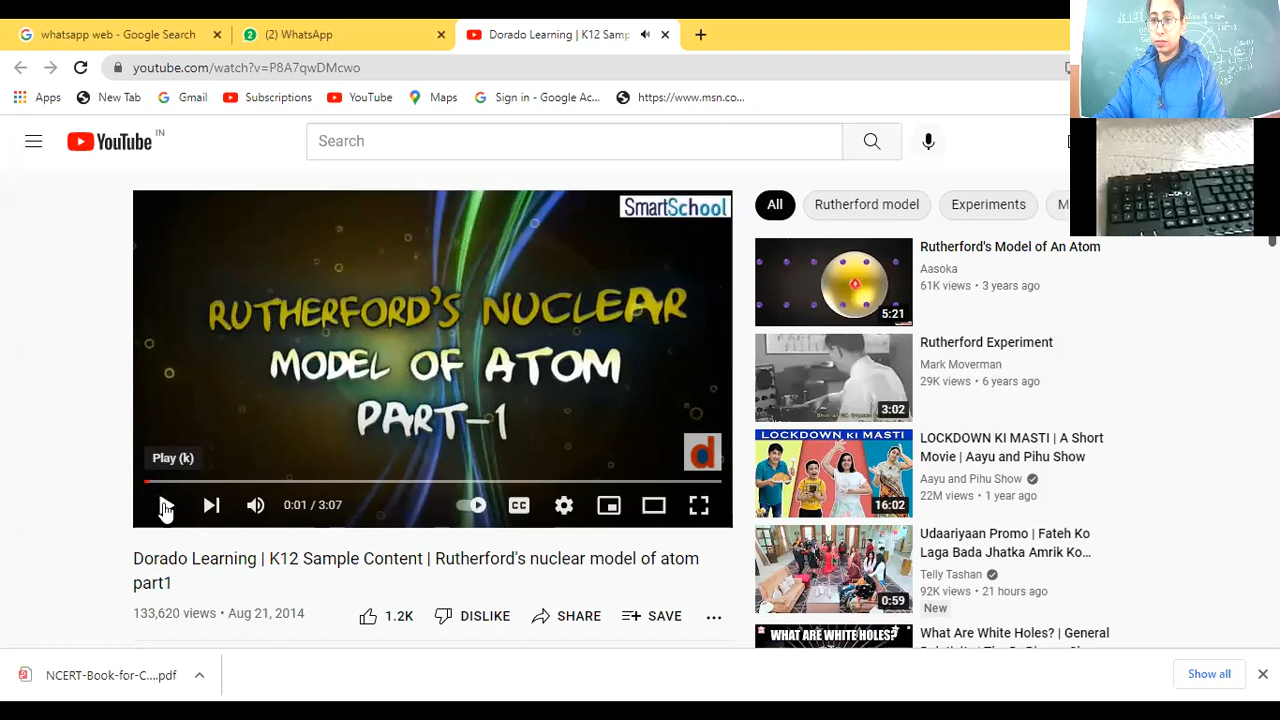 whatsapp web - Google Search
(2) WhatsApp
Dorado Learning | K12 Samp
youtube.com/watch?v=P8A7qwDMcwo
Apps
New Tab
Gmail
Subscriptions
YouTube
Maps
Sign in - Google Ac...
https://www.msn.co...
YouTube IN
Search
SmartSchool
RUTHERFORD'S NUCLEAR
MODEL OF ATOM
PART-1
d
Play (k)
0:01 / 3:07
CC
Dorado Learning | K12 Sample Content | Rutherford's nuclear model of atom
part1
133,620 views • Aug 21, 2014
1.2K
DISLIKE
SHARE
SAVE
All
Rutherford model
Experiments
M
Rutherford's Model of An Atom
Aasoka
61K views • 3 years ago
5:21
Rutherford Experiment
Mark Moverman
29K views • 6 years ago
3:02
LOCKDOWN KI MASTI
LOCKDOWN KI MASTI | A Short
Movie | Aayu and Pihu Show
Aayu and Pihu Show
22M views • 1 year ago
16:02
Udaariyaan Promo | Fateh Ko
Laga Bada Jhatka Amrik Ko...
Telly Tashan
92K views • 21 hours ago
New
0:59
WHAT ARE WHITE HOLES?
What Are White Holes? | General
NCERT-Book-for-C....pdf
Show all